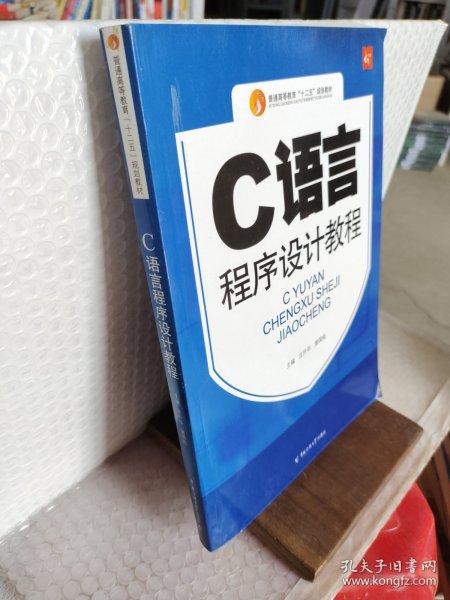 普通高等教育“十二五”规划教材
C语言
程序设计教程
C YUYAN
CHENGXU SHEJI
JIAOCHENG
主编
普通高等教育“十二五”规划教材
C语言程序设计教程
孔夫子旧书网
www.kongfz.com